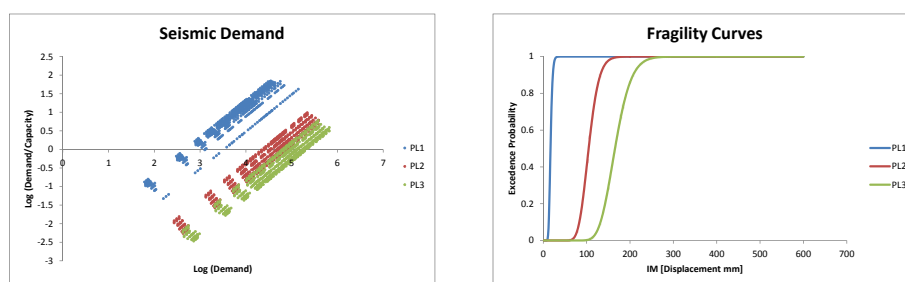 Seismic Demand
2.5
2
1.5
1
0.5
0
-0.5
-1
-1.5
-2
-2.5
-3
0 1 2 3 4 5 6 7
Log (Demand/Capacity)
Log (Demand)
PL1
PL2
PL3
Fragility Curves
1
0.8
0.6
0.4
0.2
0
0 100 200 300 400 500 600 700
Excedence Probability
IM [Displacement mm]
PL1
PL2
PL3